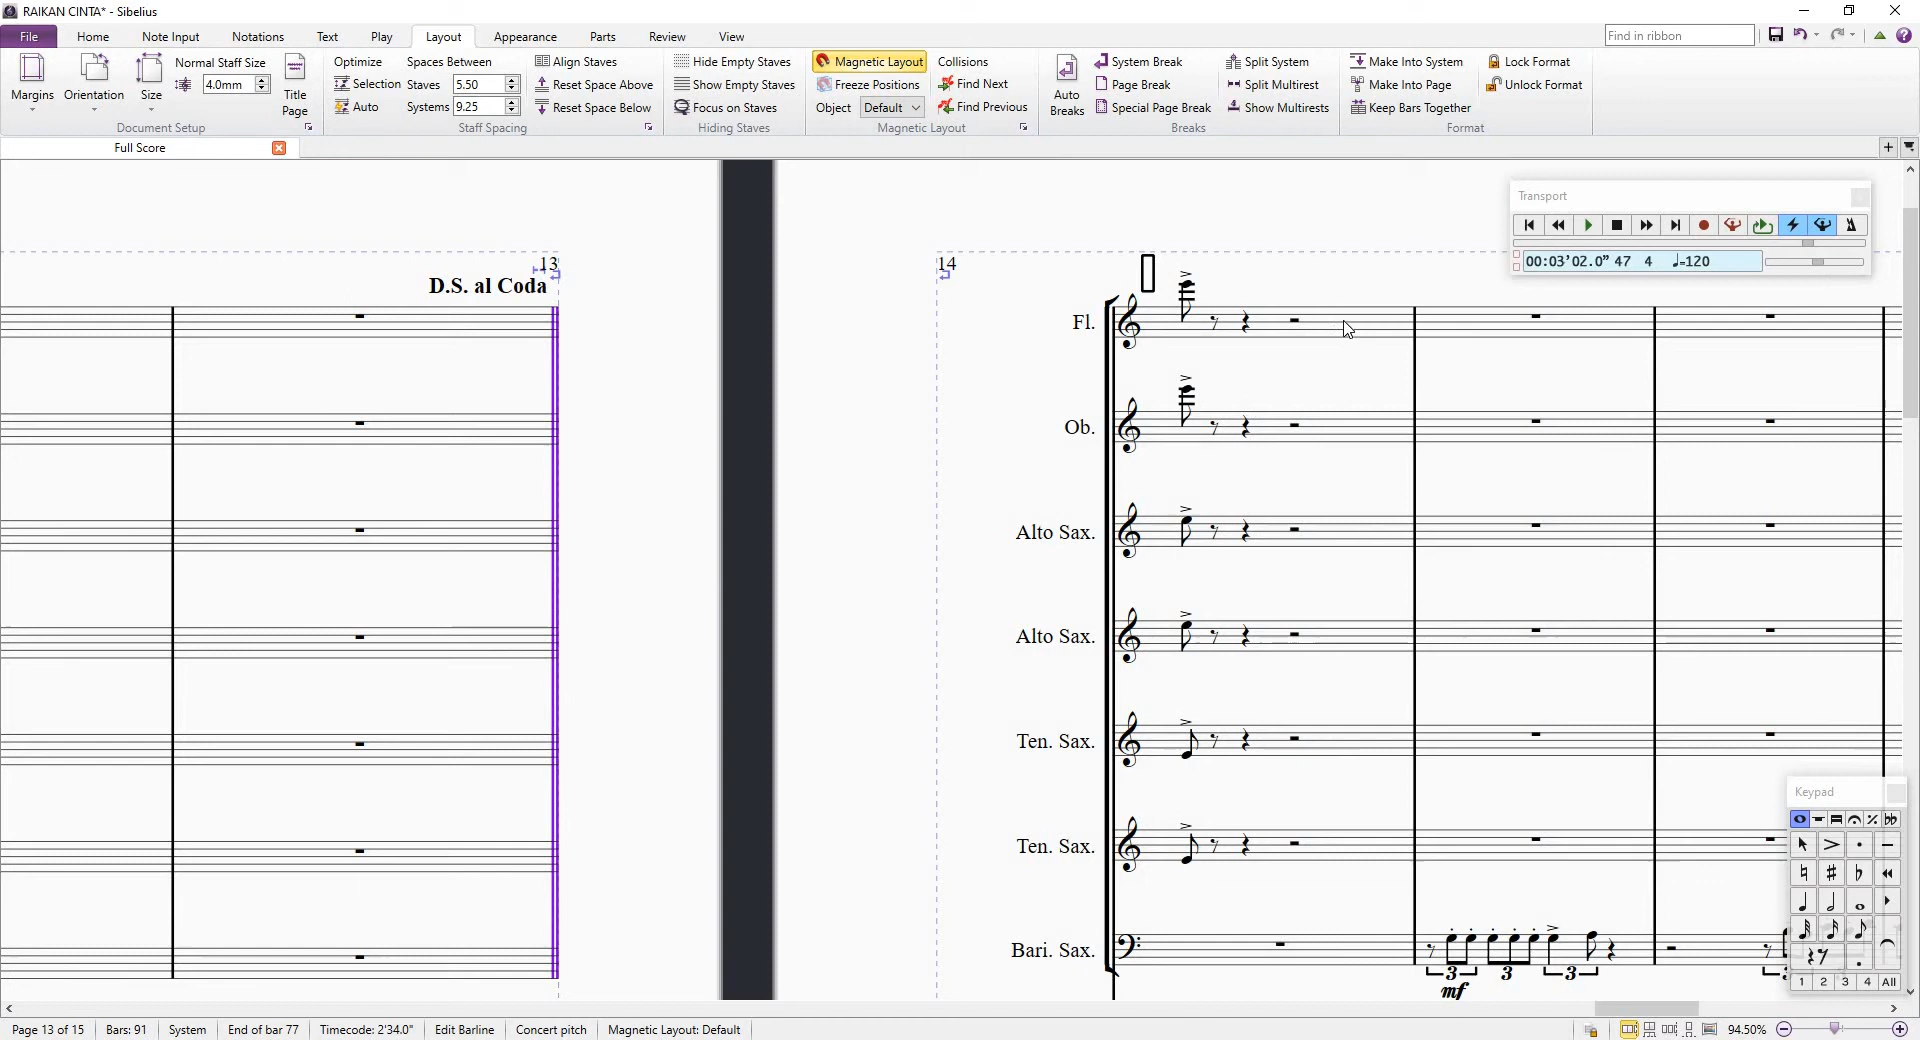 RAIKAN CINTA* - Sibelius
File Home Note Input Notations Text Play Layout Appearance Parts Review View Find in ribbon
Margins Orientation Size Normal Staff Size 4.0mm Title Page
Document Setup
Optimize Spaces Between Align Staves
Selection Staves 5.50 Reset Space Above
Auto Systems 9.25 Reset Space Below
Staff Spacing
Hide Empty Staves
Show Empty Staves
Focus on Staves
Hiding Staves
Magnetic Layout Collisions
Freeze Positions Find Next
Object Default Find Previous
Magnetic Layout
Auto Breaks
System Break Split System
Page Break Split Multirest
Special Page Break Show Multirests
Breaks
Make Into System Lock Format
Make Into Page Unlock Format
Keep Bars Together
Format
Full Score
Transport
00:03'02.0" 47 4 ♩=120
13
D.S. al Coda
14
Fl.
Ob.
Alto Sax.
Alto Sax.
Ten. Sax.
Ten. Sax.
Bari. Sax.
3 3 3 3
mf
Keypad
1 2 3 4 All
Page 13 of 15 Bars: 91 System End of bar 77 Timecode: 2'34.0" Edit Barline Concert pitch Magnetic Layout: Default 94.50%